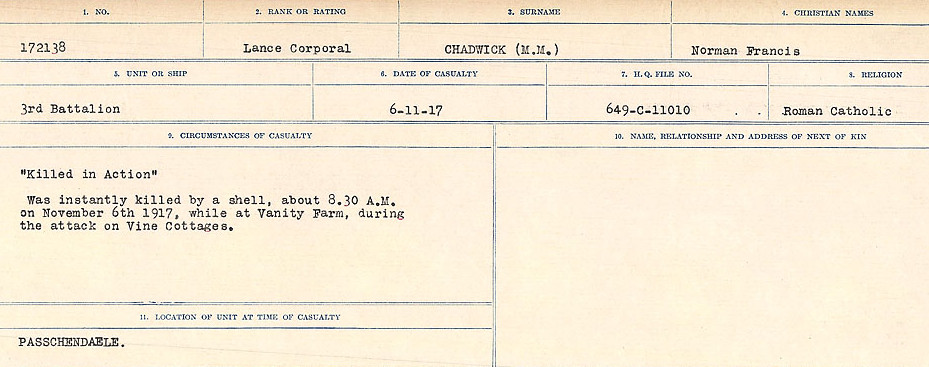 1. NO. 2. RANK OR RATING 3. SURNAME 4. CHRISTIAN NAMES
172138 Lance Corporal CHADWICK (M.M.) Norman Francis
5. UNIT OR SHIP 6. DATE OF CASUALTY 7. H.Q. FILE NO. 8. RELIGION
3rd Battalion 6-11-17 649-C-11010 . . Roman Catholic
9. CIRCUMSTANCES OF CASUALTY 10. NAME, RELATIONSHIP AND ADDRESS OF NEXT OF KIN
"Killed in Action"
Was instantly killed by a shell, about 8.30 A.M.
on November 6th 1917, while at Vanity Farm, during
the attack on Vine Cottages.
11. LOCATION OF UNIT AT TIME OF CASUALTY
PASSCHENDAELE.